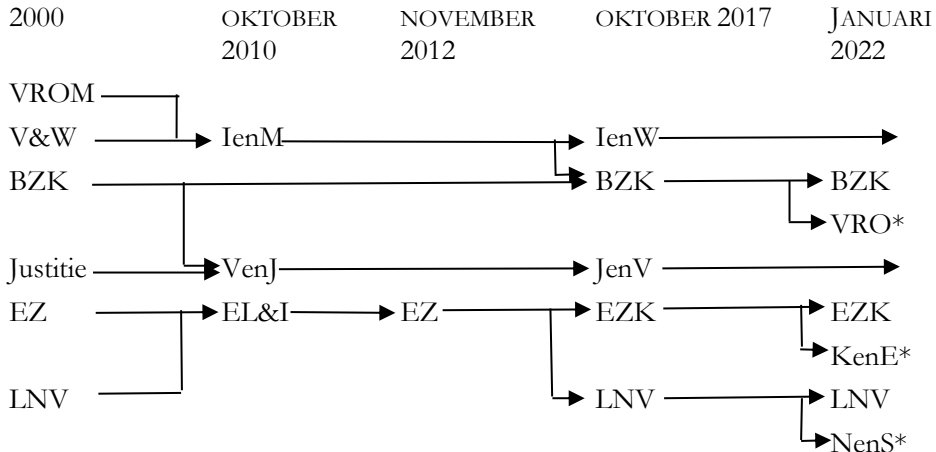 2000 OKTOBER NOVEMBER OKTOBER 2017 JANUARI
2010 2012 2022
VROM
V&W IenM IenW
BZK BZK BZK
VRO*
Justitie VenJ JenV
EZ EL&I EZ EZK EZK
KenE*
LNV LNV LNV
NenS*